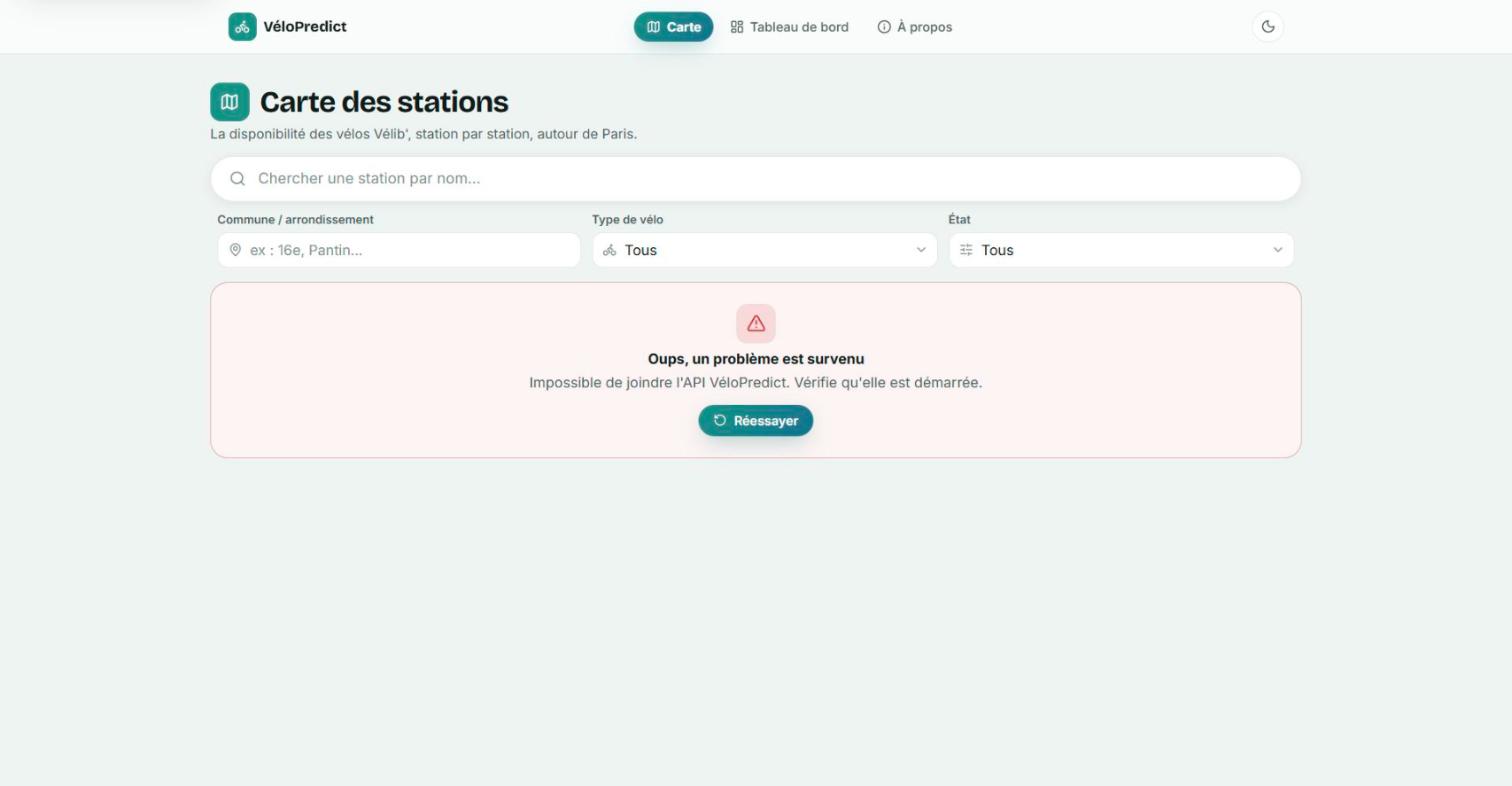 VéloPredict
Carte
Tableau de bord
À propos
Carte des stations
La disponibilité des vélos Vélib', station par station, autour de Paris.
Chercher une station par nom...
Commune / arrondissement
Type de vélo
État
ex : 16e, Pantin...
Tous
Tous
Oups, un problème est survenu
Impossible de joindre l'API VéloPredict. Vérifie qu'elle est démarrée.
Réessayer